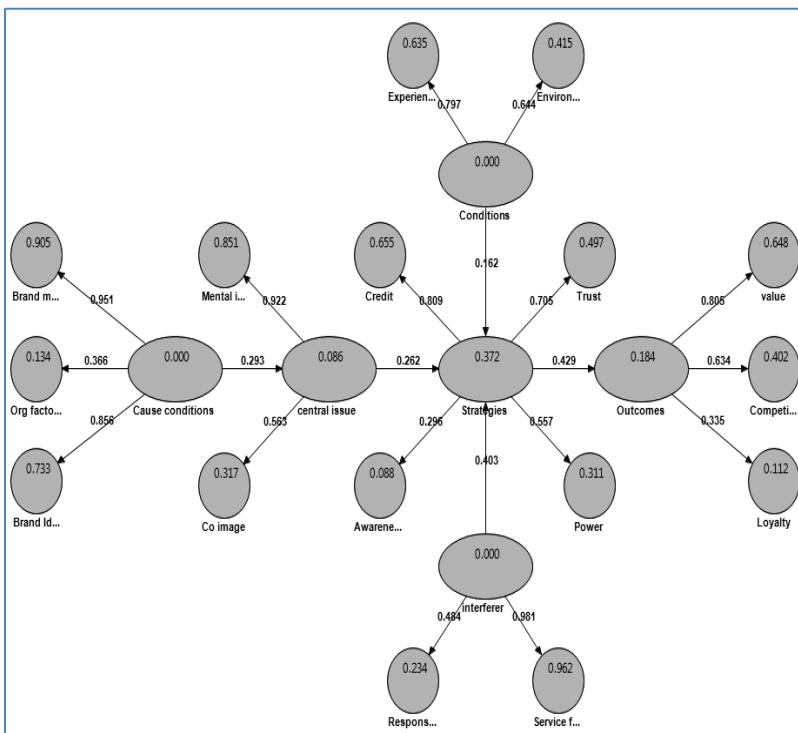 0.635
0.415
Experien...
Environ...
0.797
0.644
0.000
Conditions
0.905
0.851
0.655
0.497
0.648
0.162
Brand m...
Mental i...
Credit
Trust
value
0.951
0.922
0.809
0.705
0.805
0.134
0.000
0.086
0.372
0.184
0.402
0.366
0.293
0.262
0.429
0.634
Org facto...
Cause conditions
central issue
Strategies
Outcomes
Competi...
0.856
0.563
0.296
0.557
0.335
0.733
0.317
0.088
0.403
0.311
0.112
Brand Id...
Co image
Awarene...
Power
Loyalty
0.000
interferer
0.484
0.981
0.234
0.962
Respons...
Service f...